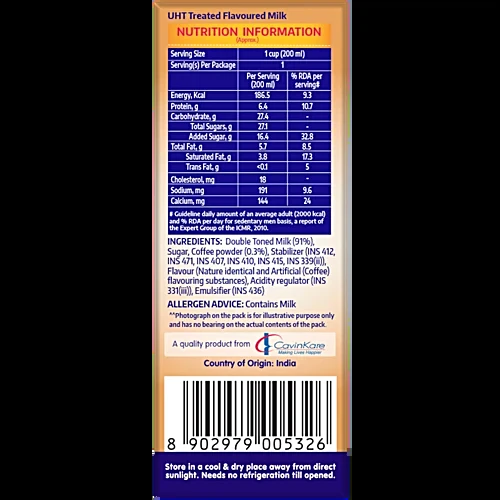 UHT Treated Flavoured Milk
NUTRITION INFORMATION
(Approx.)
Serving Size 1 cup (200 ml)
Serving(s) Per Package 1
Per Serving (200 ml) % RDA per serving#
Energy, Kcal 186.5 9.3
Protein, g 6.4 10.7
Carbohydrate, g 27.4 -
Total Sugars, g 27.1 -
Added Sugar, g 16.4 32.8
Total Fat, g 5.7 8.5
Saturated Fat, g 3.8 17.3
Trans Fat, g <0.1 5
Cholesterol, mg 18 -
Sodium, mg 191 9.6
Calcium, mg 144 24
# Guideline daily amount of an average adult (2000 kcal)
and % RDA per day for sedentary men basis, a report of
the Expert Group of the ICMR, 2010.
INGREDIENTS: Double Toned Milk (91%),
Sugar, Coffee powder (0.3%), Stabilizer (INS 412,
INS 471, INS 407, INS 410, INS 415, INS 339(ii)),
Flavour (Nature identical and Artificial (Coffee)
flavouring substances), Acidity regulator (INS
331(iii)), Emulsifier (INS 436)
ALLERGEN ADVICE: Contains Milk
^^Photograph on the pack is for illustrative purpose only
and has no bearing on the actual contents of the pack.
A quality product from CavinKare
Making Lives Happier
Country of Origin: India
8 902979 005326
Store in a cool & dry place away from direct
sunlight. Needs no refrigeration till opened.